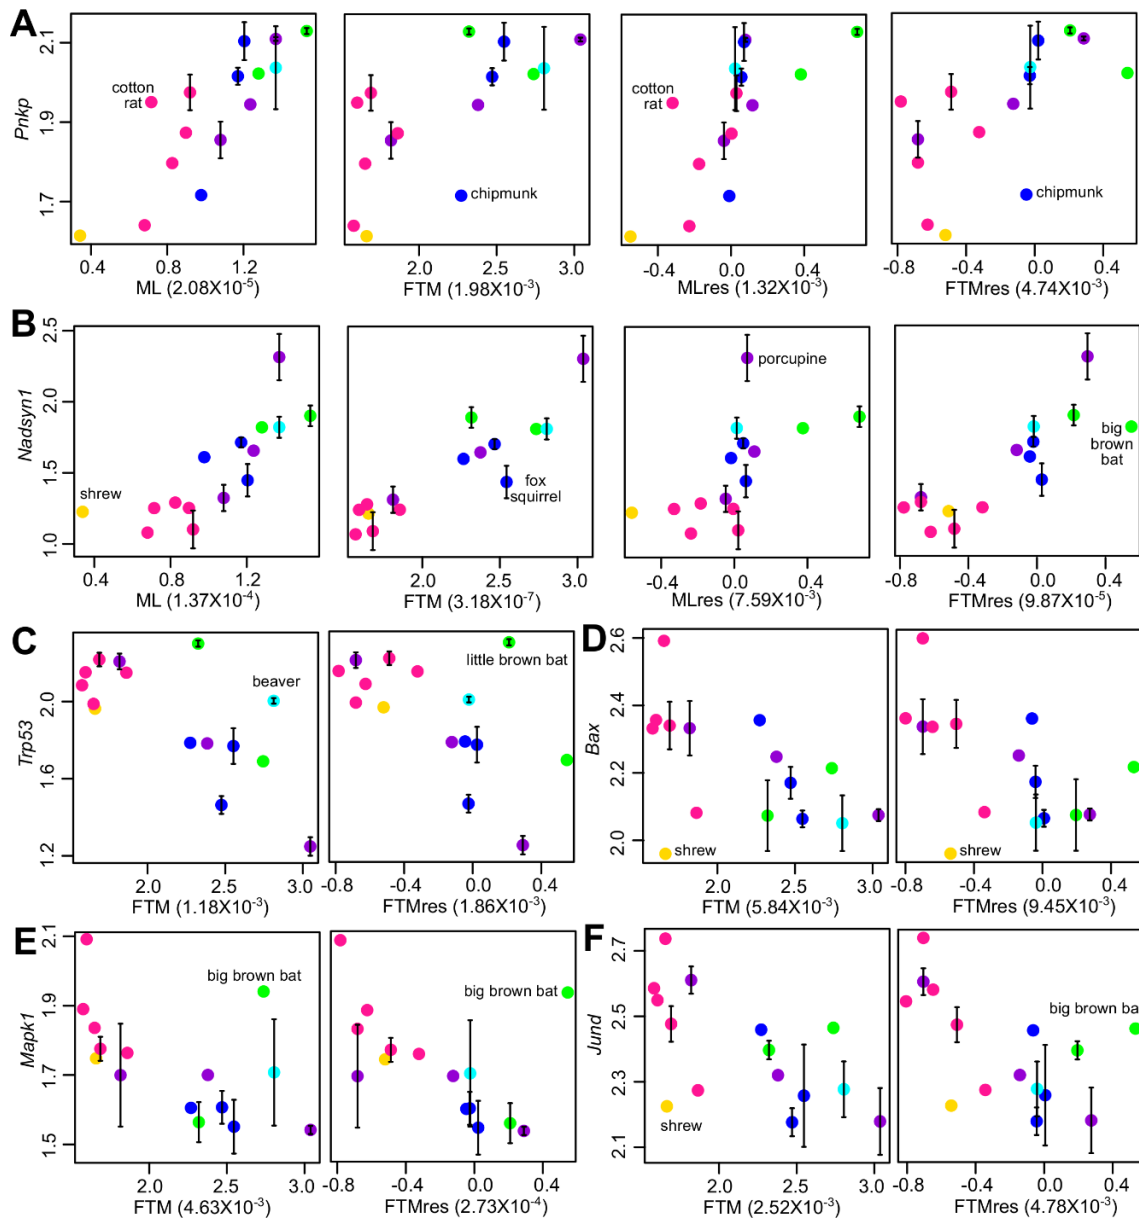 A
Pnkp
2.1
1.9
1.7
cotton
rat
chipmunk
cotton
rat
chipmunk
0.4 0.8 1.2
2.0 2.5 3.0
-0.4 0.0 0.4
-0.8 -0.4 0.0 0.4
ML (2.08X10-5)
FTM (1.98X10-3)
MLres (1.32X10-3)
FTMres (4.74X10-3)
B
Nadsyn1
2.5
2.0
1.5
1.0
shrew
fox
squirrel
porcupine
big
brown
bat
0.4 0.8 1.2
2.0 2.5 3.0
-0.4 0.0 0.4
-0.8 -0.4 0.0 0.4
ML (1.37X10-4)
FTM (3.18X10-7)
MLres (7.59X10-3)
FTMres (9.87X10-5)
C
Trp53
2.0
1.6
1.2
beaver
little brown bat
2.0 2.5 3.0
-0.8 -0.4 0.0 0.4
FTM (1.18X10-3)
FTMres (1.86X10-3)
D
Bax
2.6
2.4
2.2
2.0
shrew
shrew
2.0 2.5 3.0
-0.8 -0.4 0.0 0.4
FTM (5.84X10-3)
FTMres (9.45X10-3)
E
Mapk1
2.1
1.9
1.7
1.5
big brown bat
big brown bat
2.0 2.5 3.0
-0.8 -0.4 0.0 0.4
FTM (4.63X10-3)
FTMres (2.73X10-4)
F
Jund
2.7
2.5
2.3
2.1
shrew
big brown ba
2.0 2.5 3.0
-0.8 -0.4 0.0 0.4
FTM (2.52X10-3)
FTMres (4.78X10-3)